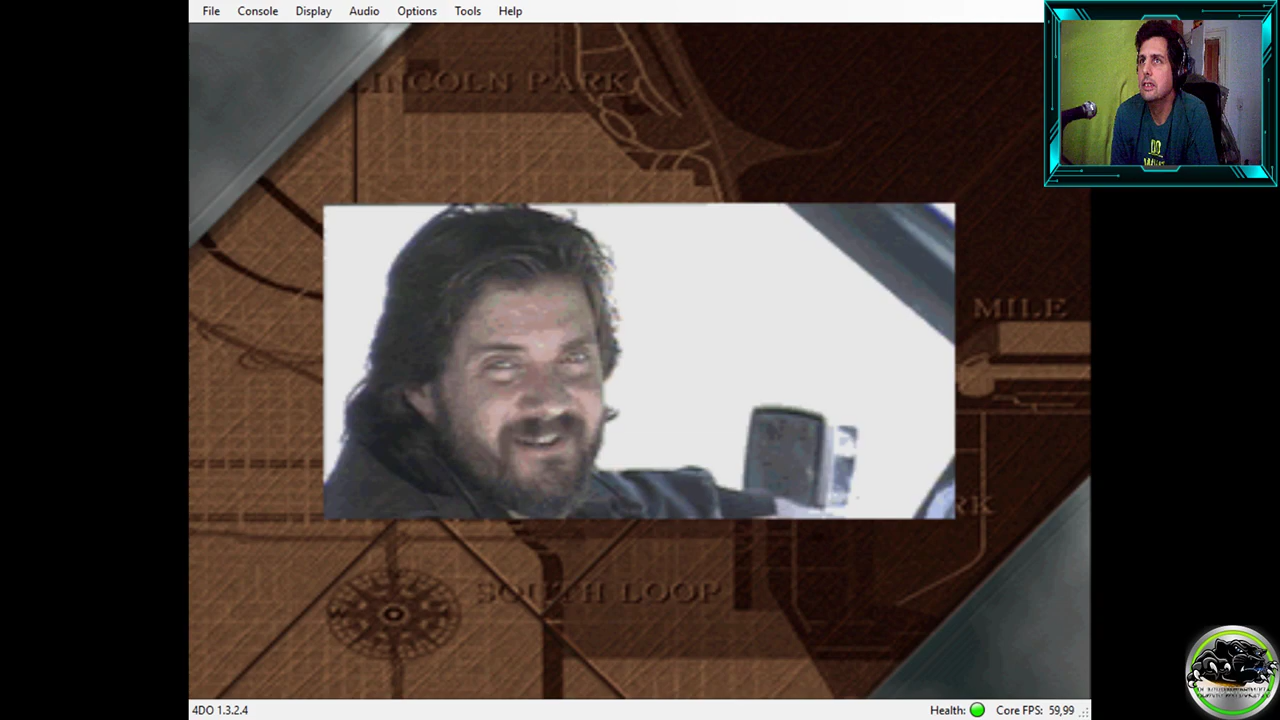 File Console Display Audio Options Tools Help
LINCOLN PARK
MILE
RK
SOUTH LOOP
4DO 1.3.2.4
Health: Core FPS: 59,99